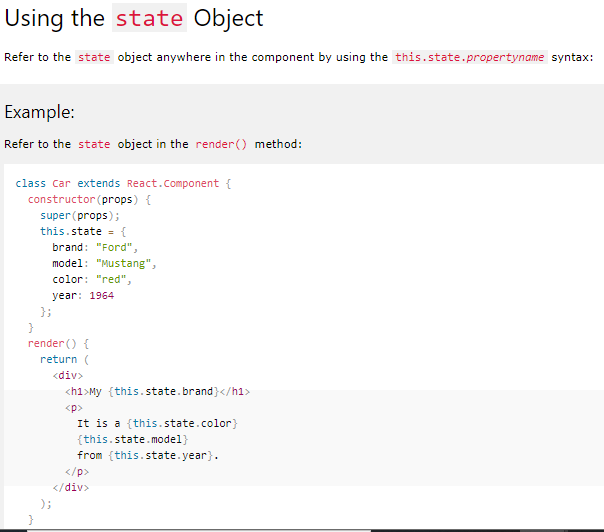 Using the state Object
Refer to the state object anywhere in the component by using the this.state.propertyname syntax:
Example:
Refer to the state object in the render() method:
class Car extends React.Component {
  constructor(props) {
    super(props);
    this.state = {
      brand: "Ford",
      model: "Mustang",
      color: "red",
      year: 1964
    };
  }
  render() {
    return (
      <div>
        <h1>My {this.state.brand}</h1>
        <p>
          It is a {this.state.color}
          {this.state.model}
          from {this.state.year}.
        </p>
      </div>
    );
  }